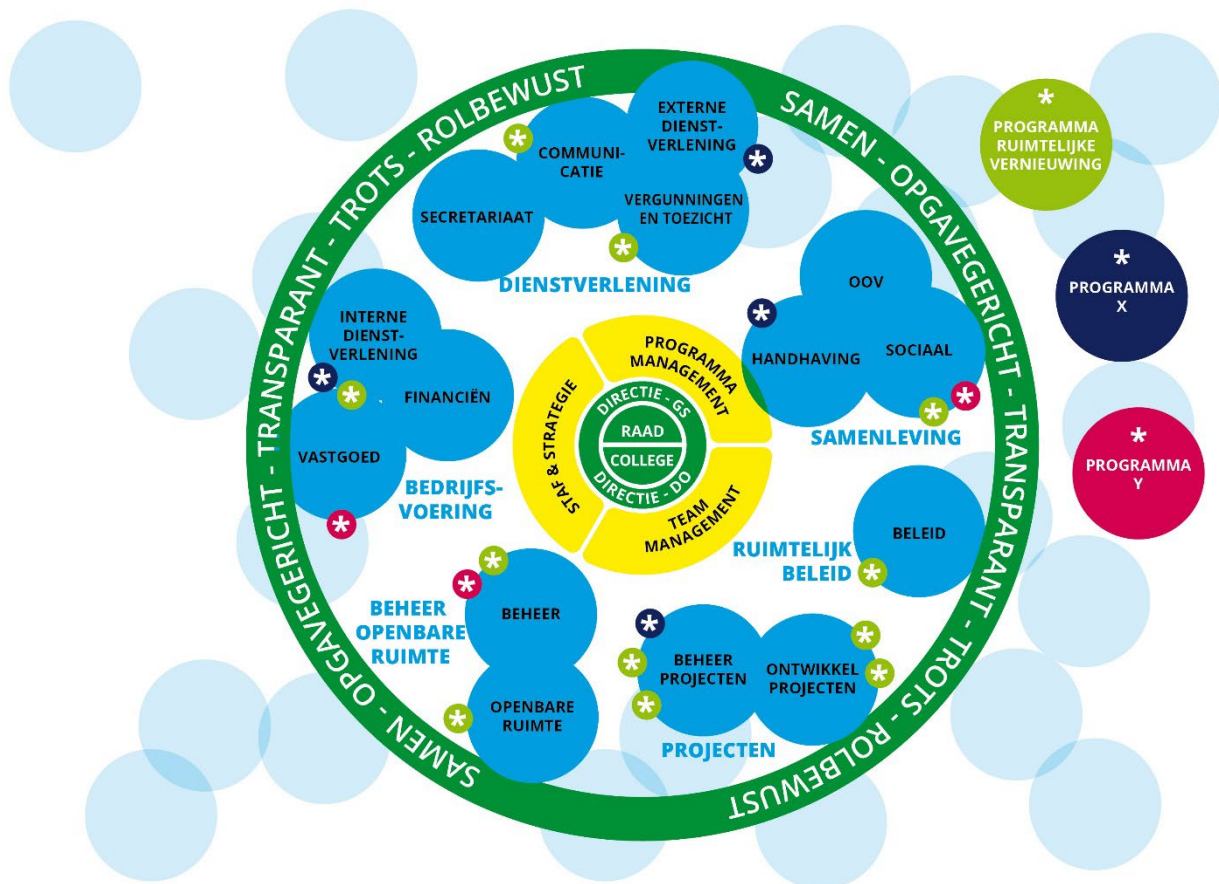 SAMEN - OPGAVEGERICHT - TRANSPARANT - TROTS - ROLBEWUST
SAMEN - OPGAVEGERICHT - TRANSPARANT - TROTS - ROLBEWUST
*
PROGRAMMA
RUIMTELIJKE
VERNIEUWING
*
PROGRAMMA
X
*
PROGRAMMA
Y
EXTERNE
DIENST-
VERLENING
*
COMMUNI-
CATIE
*
SECRETARIAAT
VERGUNNINGEN
EN TOEZICHT
*
DIENSTVERLENING
OOV
*
HANDHAVING
SOCIAAL
*
*
SAMENLEVING
INTERNE
DIENST-
VERLENING
*
*
FINANCIËN
VASTGOED
*
BEDRIJFS-
VOERING
PROGRAMMA
MANAGEMENT
STAF & STRATEGIE
TEAM
MANAGEMENT
DIRECTIE - GS
RAAD
COLLEGE
DIRECTIE - DO
BELEID
*
RUIMTELIJK
BELEID
*
*
BEHEER
BEHEER
OPENBARE
RUIMTE
OPENBARE
RUIMTE
*
*
*
*
BEHEER
PROJECTEN
ONTWIKKEL
PROJECTEN
*
*
PROJECTEN